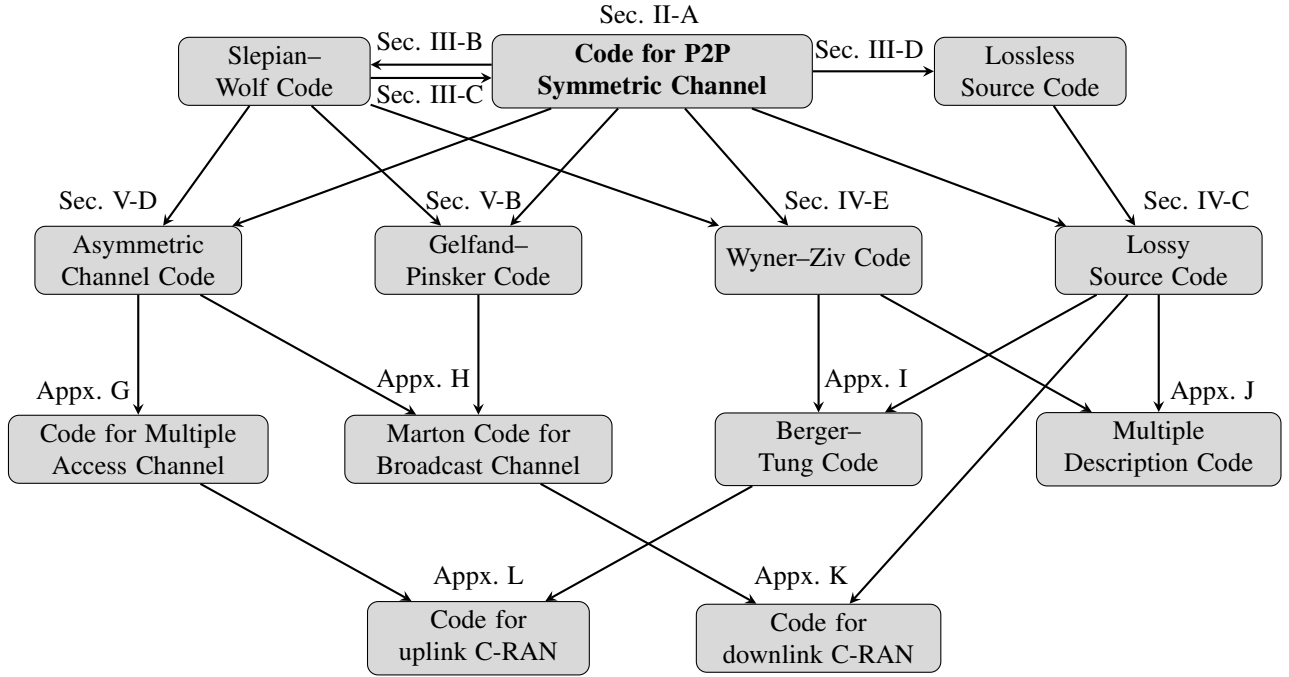 Sec. II-A
Slepian–
Wolf Code
Sec. III-B
Sec. III-C
Code for P2P
Symmetric Channel
Sec. III-D
Lossless
Source Code
Sec. V-D
Sec. V-B
Sec. IV-E
Sec. IV-C
Asymmetric
Channel Code
Gelfand–
Pinsker Code
Wyner–Ziv Code
Lossy
Source Code
Appx. G
Appx. H
Appx. I
Appx. J
Code for Multiple
Access Channel
Marton Code for
Broadcast Channel
Berger–
Tung Code
Multiple
Description Code
Appx. L
Appx. K
Code for
uplink C-RAN
Code for
downlink C-RAN